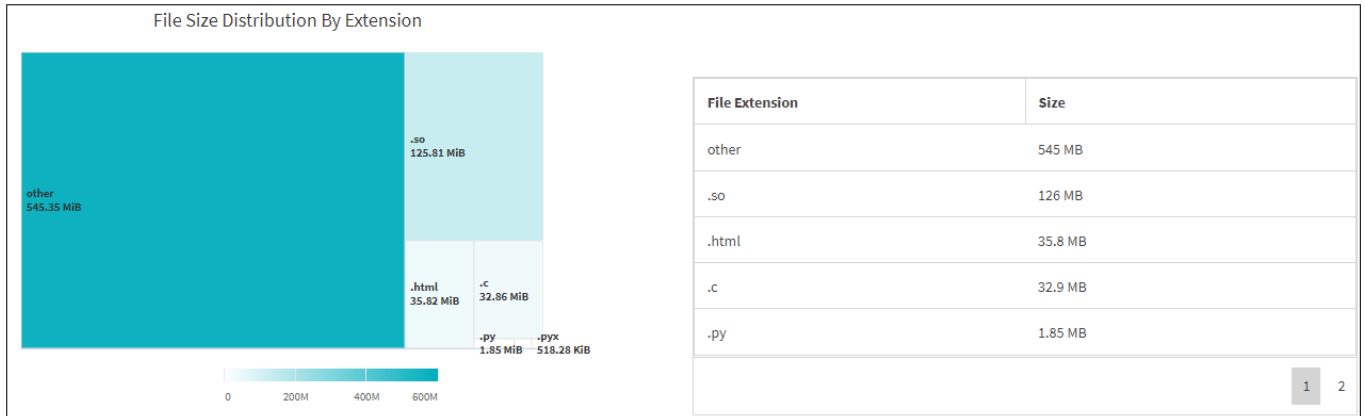 File Size Distribution By Extension
other
545.35 MiB
.so
125.81 MiB
.html
35.82 MiB
.c
32.86 MiB
.py
1.85 MiB
.pyx
518.28 KiB
0 200M 400M 600M
File Extension Size
other 545 MB
.so 126 MB
.html 35.8 MB
.c 32.9 MB
.py 1.85 MB
1 2